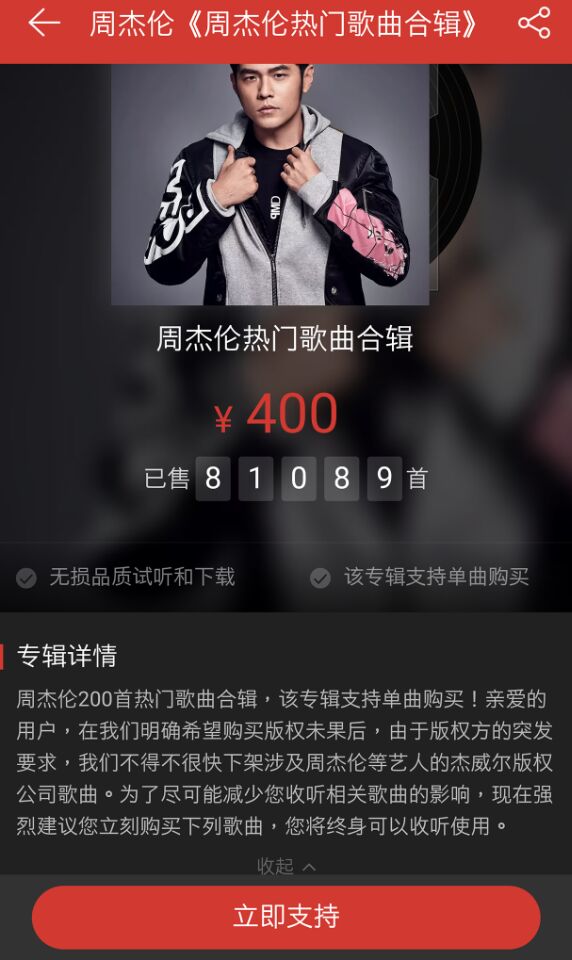 周杰伦《周杰伦热门歌曲合辑》
周杰伦热门歌曲合辑
¥ 400
已售 8 1 0 8 9 首
无损品质试听和下载 该专辑支持单曲购买
专辑详情
周杰伦200首热门歌曲合辑，该专辑支持单曲购买！亲爱的
用户，在我们明确希望购买版权未果后，由于版权方的突发
要求，我们不得不很快下架涉及周杰伦等艺人的杰威尔版权
公司歌曲。为了尽可能减少您收听相关歌曲的影响，现在强
烈建议您立刻购买下列歌曲，您将终身可以收听使用。
收起
立即支持